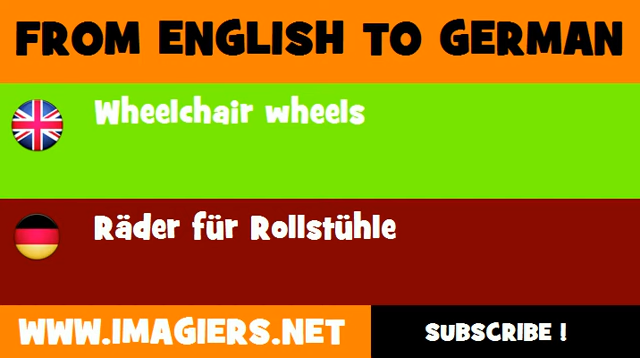 FROM ENGLISH TO GERMAN
Wheelchair wheels
Räder für Rollstühle
WWW.IMAGIERS.NET
SUBSCRIBE !